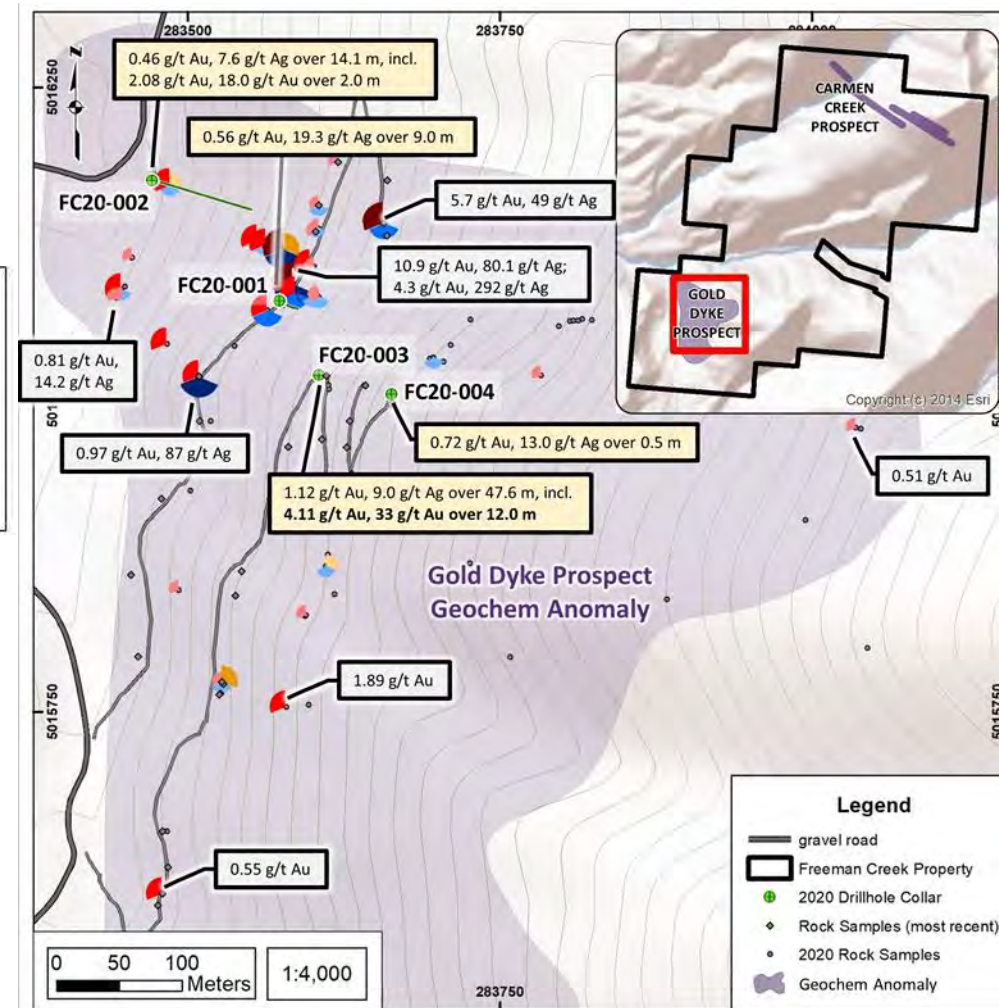 283500
283750
5016250
N
0.46 g/t Au, 7.6 g/t Ag over 14.1 m, incl.
2.08 g/t Au, 18.0 g/t Au over 2.0 m
0.56 g/t Au, 19.3 g/t Ag over 9.0 m
CARMEN
CREEK
PROSPECT
FC20-002
5.7 g/t Au, 49 g/t Ag
10.9 g/t Au, 80.1 g/t Ag;
4.3 g/t Au, 292 g/t Ag
FC20-001
GOLD
DYKE
PROSPECT
0.81 g/t Au,
14.2 g/t Ag
FC20-003
FC20-004
Copyright:(c) 2014 Esri
0.97 g/t Au, 87 g/t Ag
0.72 g/t Au, 13.0 g/t Ag over 0.5 m
0.51 g/t Au
1.12 g/t Au, 9.0 g/t Ag over 47.6 m, incl.
4.11 g/t Au, 33 g/t Au over 12.0 m
Gold Dyke Prospect
Geochem Anomaly
1.89 g/t Au
5015750
5015750
0.55 g/t Au
Legend
gravel road
Freeman Creek Property
2020 Drillhole Collar
Rock Samples (most recent)
2020 Rock Samples
Geochem Anomaly
0 50 100
Meters
1:4,000
283750